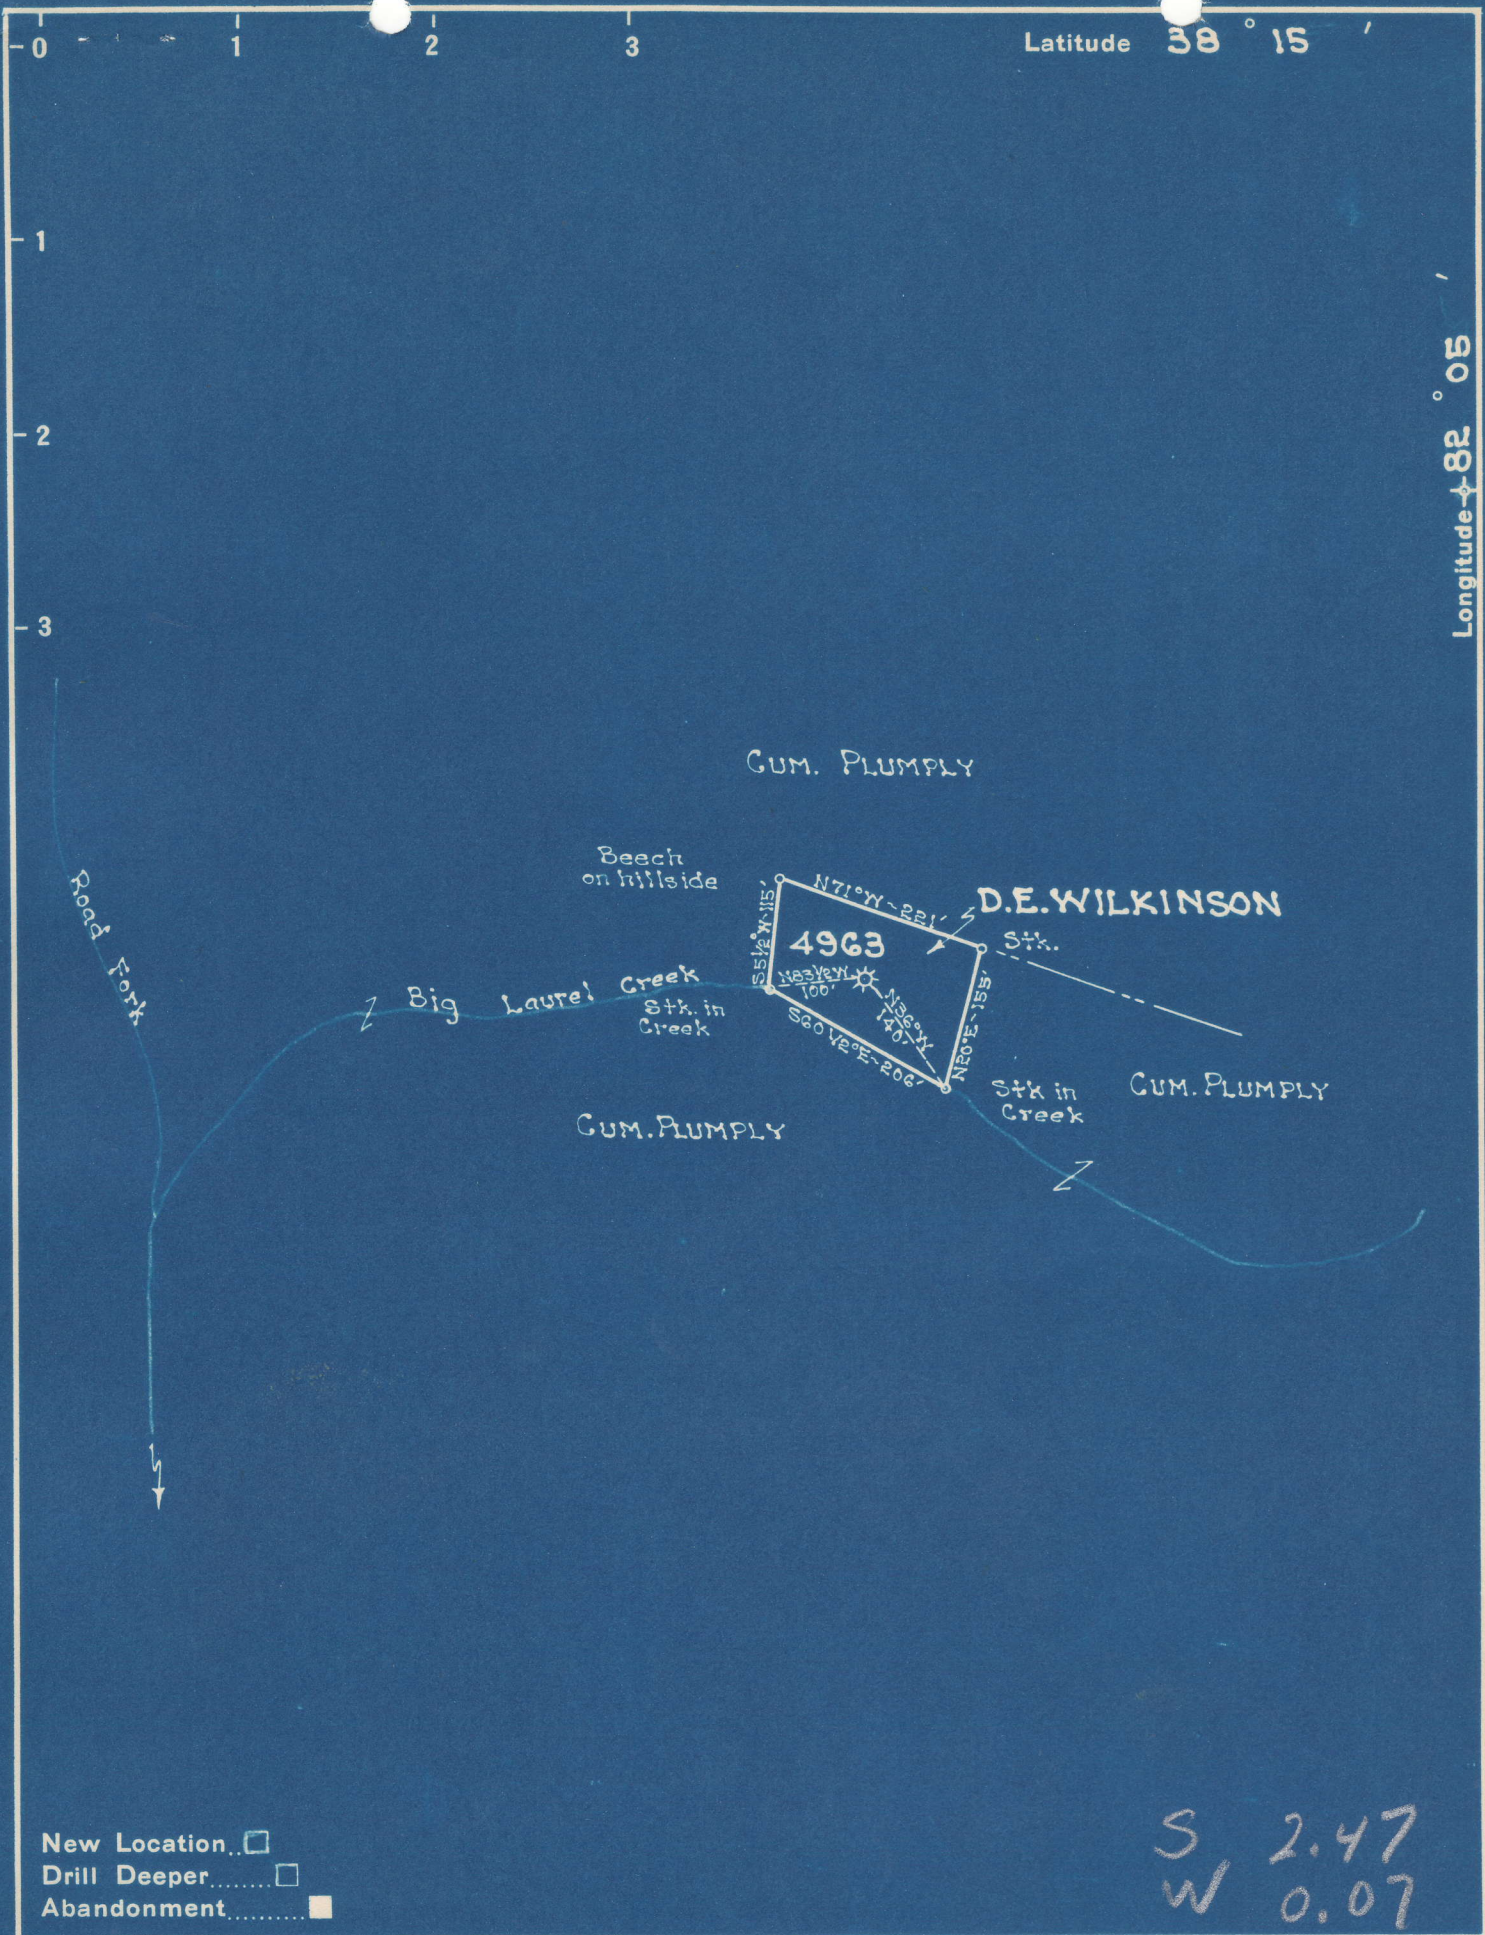 0 1 2 3 Latitude 38° 15'
1
2
3
Longitude 82° 05'
CUM. PLUMPLY
Beech
on hillside
N71°W~221'
D.E.WILKINSON
Stk.
4963
S5½°W~115'
N83½W
100'
N36°W
140'
N20°E~155'
S60½°E~206'
Road Fork
Big Laurel Creek
Stk. in
Creek
Stk in
Creek
CUM. PLUMPLY
CUM. PLUMPLY
New Location..
Drill Deeper.......
Abandonment..........
S 2.47
W 0.07